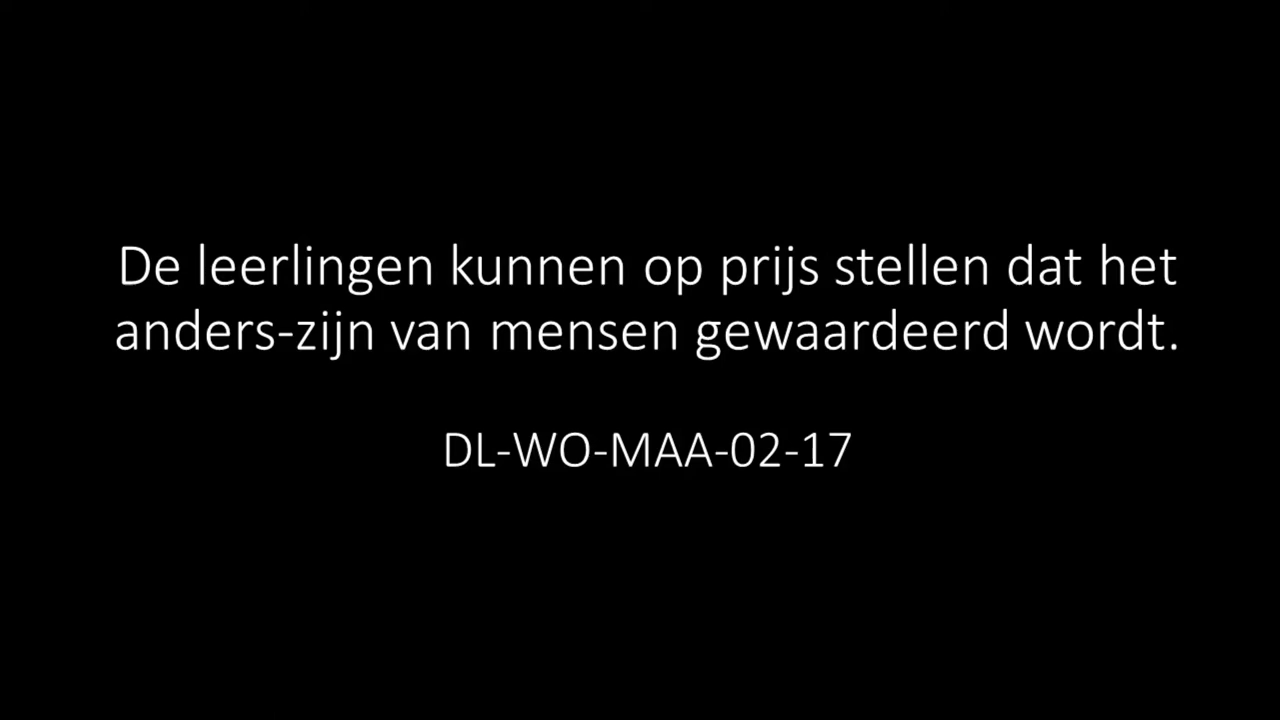 De leerlingen kunnen op prijs stellen dat het
anders-zijn van mensen gewaardeerd wordt.
DL-WO-MAA-02-17